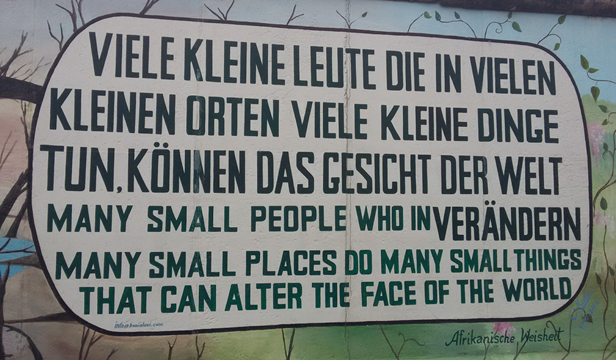 VIELE KLEINE LEUTE DIE IN VIELEN
KLEINEN ORTEN VIELE KLEINE DINGE
TUN, KÖNNEN DAS GESICHT DER WELT
VERÄNDERN
MANY SMALL PEOPLE WHO IN
MANY SMALL PLACES DO MANY SMALL THINGS
THAT CAN ALTER THE FACE OF THE WORLD
Afrikanische Weisheit